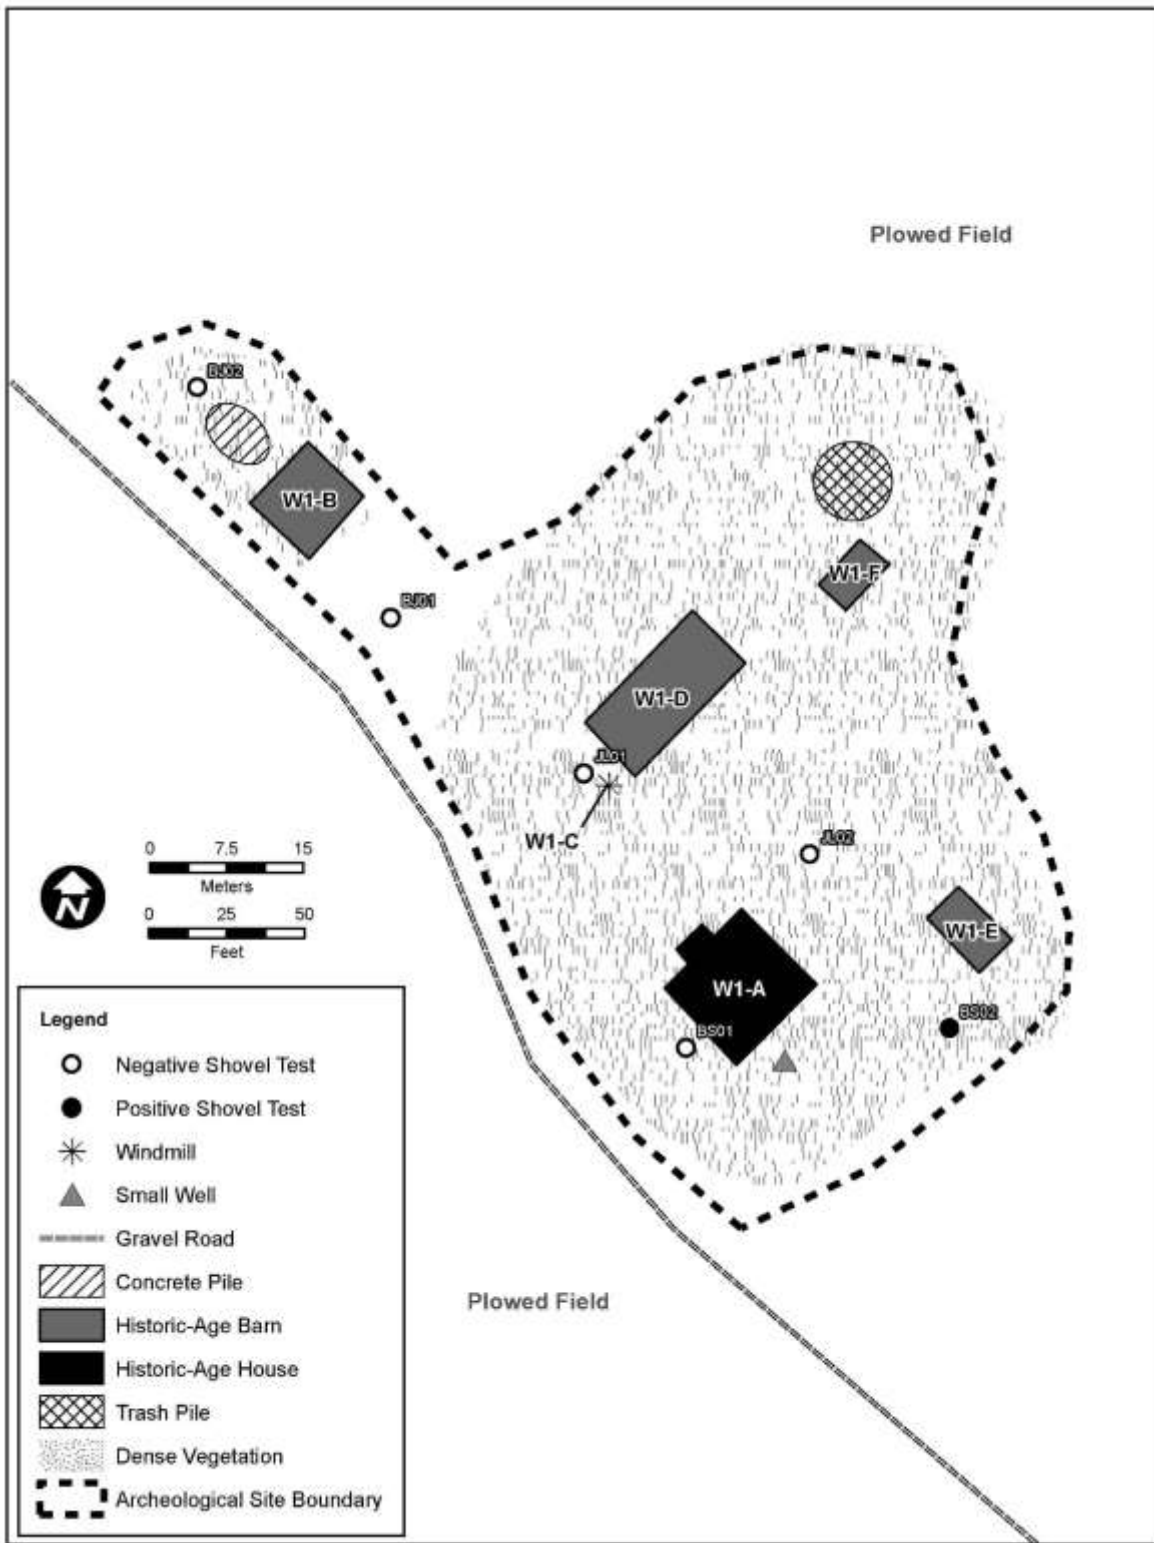 Plowed Field
BJ02
W1-B
BJ01
W1-F
W1-D
JL01
W1-C
JL02
W1-E
W1-A
BS01
BS02
N
0 7.5 15
Meters
0 25 50
Feet
Legend
Negative Shovel Test
Positive Shovel Test
Windmill
Small Well
Gravel Road
Concrete Pile
Historic-Age Barn
Historic-Age House
Trash Pile
Dense Vegetation
Archeological Site Boundary
Plowed Field